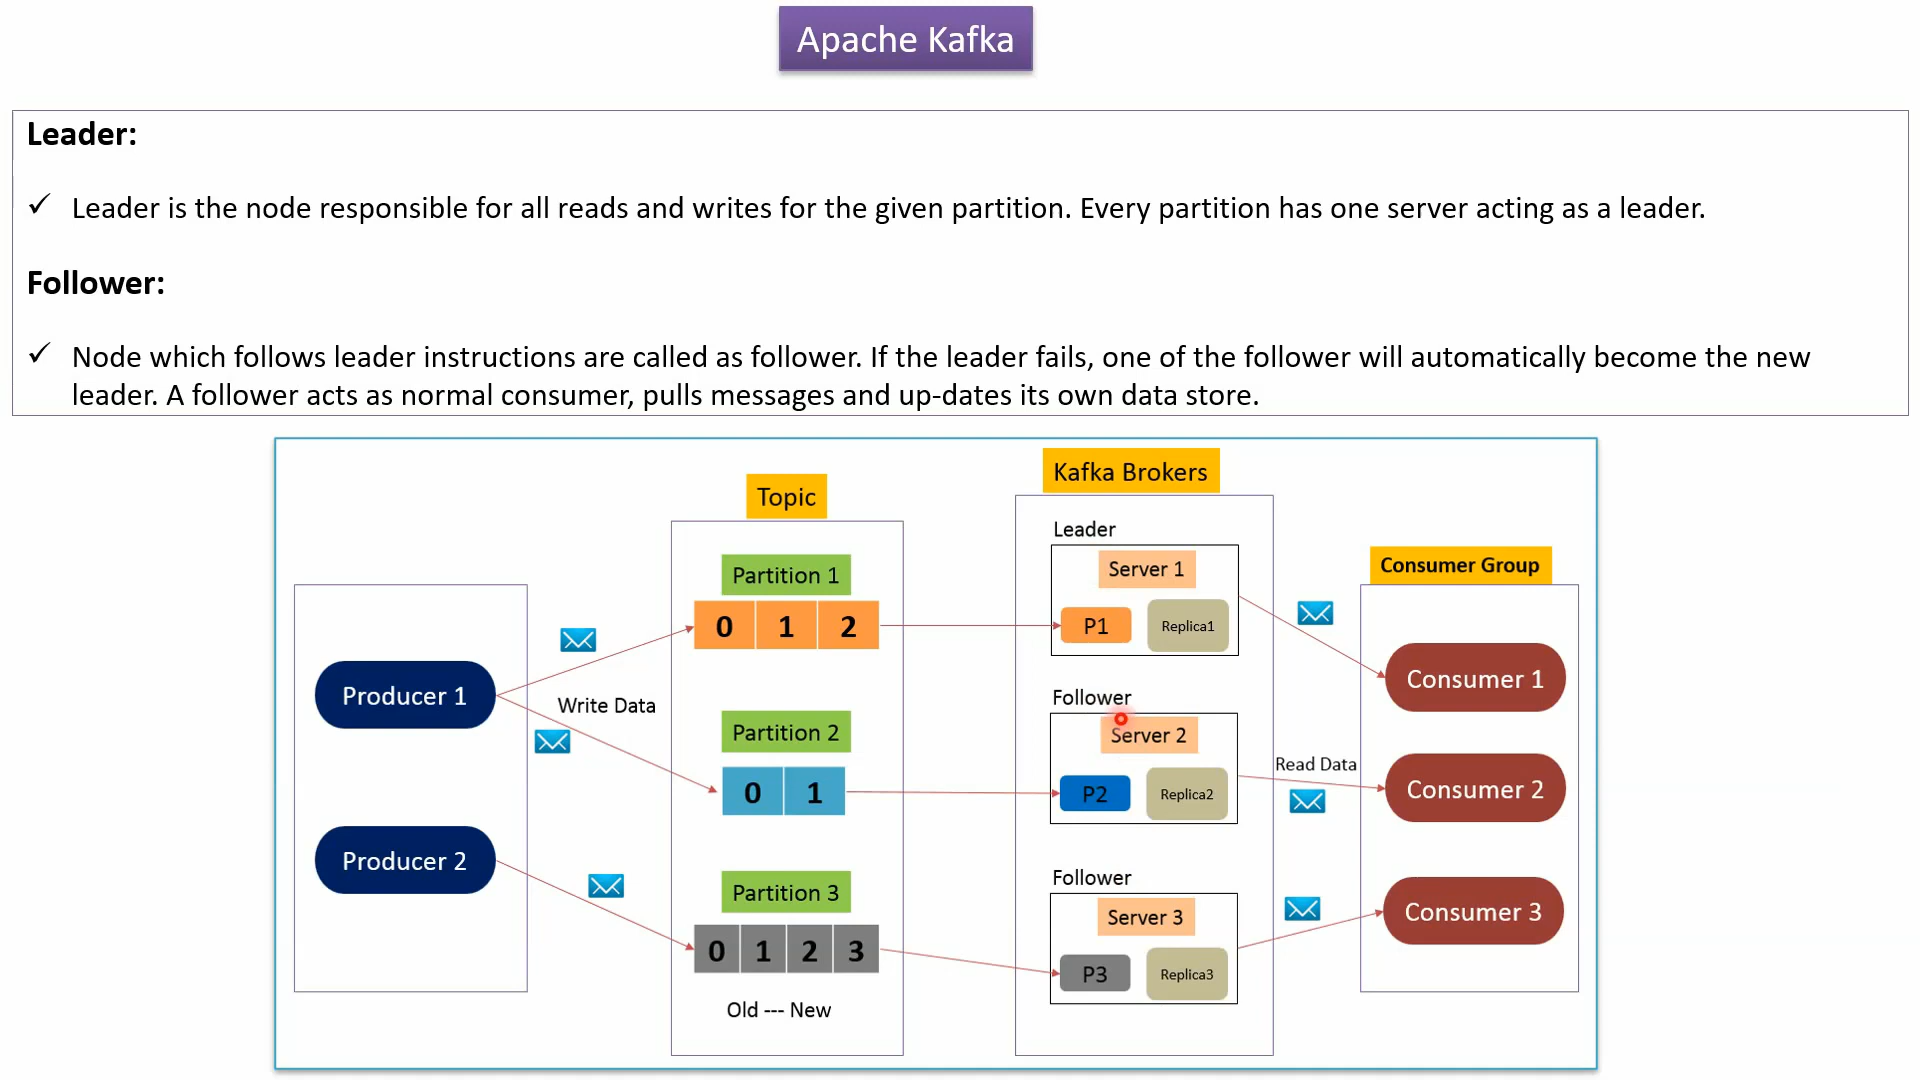 Apache Kafka
Leader:
✓ Leader is the node responsible for all reads and writes for the given partition. Every partition has one server acting as a leader.
Follower:
✓ Node which follows leader instructions are called as follower. If the leader fails, one of the follower will automatically become the new
leader. A follower acts as normal consumer, pulls messages and up-dates its own data store.
Producer 1
Producer 2
Write Data
Topic
Partition 1
0 1 2
Partition 2
0 1
Partition 3
0 1 2 3
Old --- New
Kafka Brokers
Leader
Server 1
P1 Replica1
Follower
Server 2
P2 Replica2
Follower
Server 3
P3 Replica3
Read Data
Consumer Group
Consumer 1
Consumer 2
Consumer 3